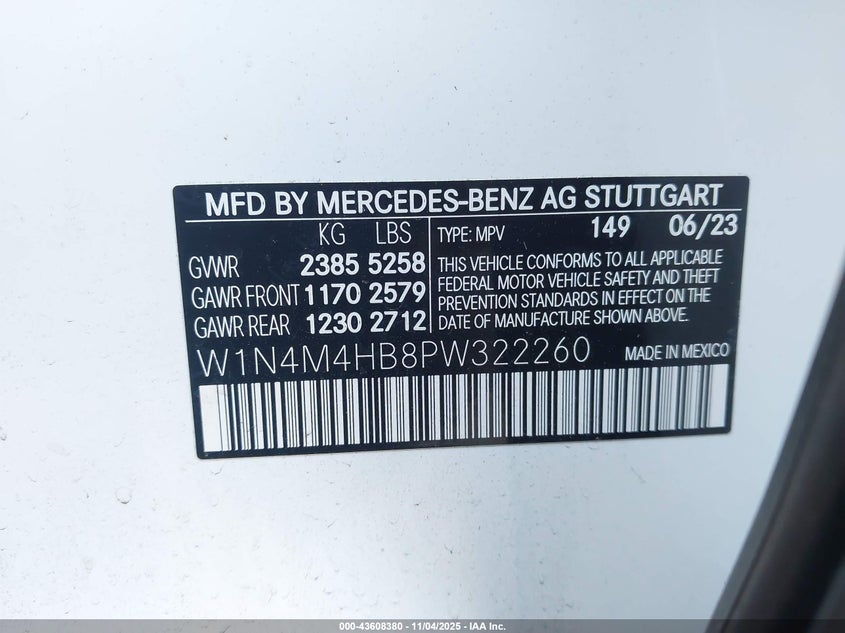 MFD BY MERCEDES-BENZ AG STUTTGART
KG LBS TYPE: MPV 149 06/23
GVWR 2385 5258
GAWR FRONT 1170 2579
GAWR REAR 1230 2712
THIS VEHICLE CONFORMS TO ALL APPLICABLE
FEDERAL MOTOR VEHICLE SAFETY AND THEFT
PREVENTION STANDARDS IN EFFECT ON THE
DATE OF MANUFACTURE SHOWN ABOVE.
W1N4M4HB8PW322260 MADE IN MEXICO
000-43608380 - 11/04/2025 - IAA Inc.